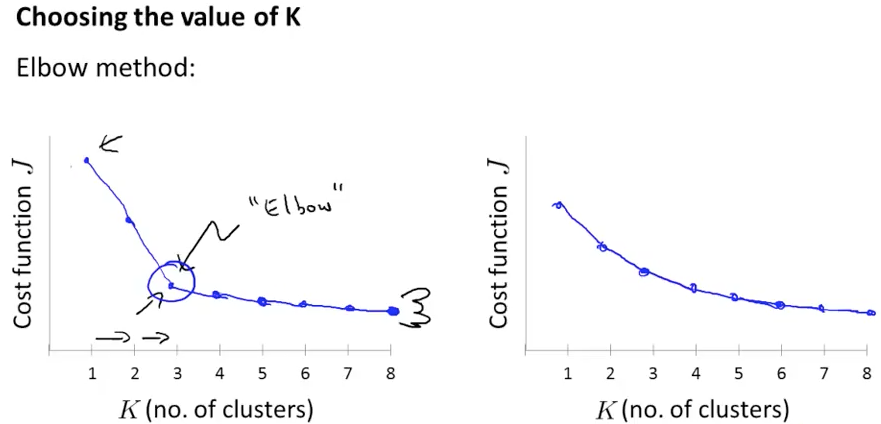 Choosing the value of K
Elbow method:
"Elbow"
Cost function J
1 2 3 4 5 6 7 8
K (no. of clusters)
Cost function J
1 2 3 4 5 6 7 8
K (no. of clusters)